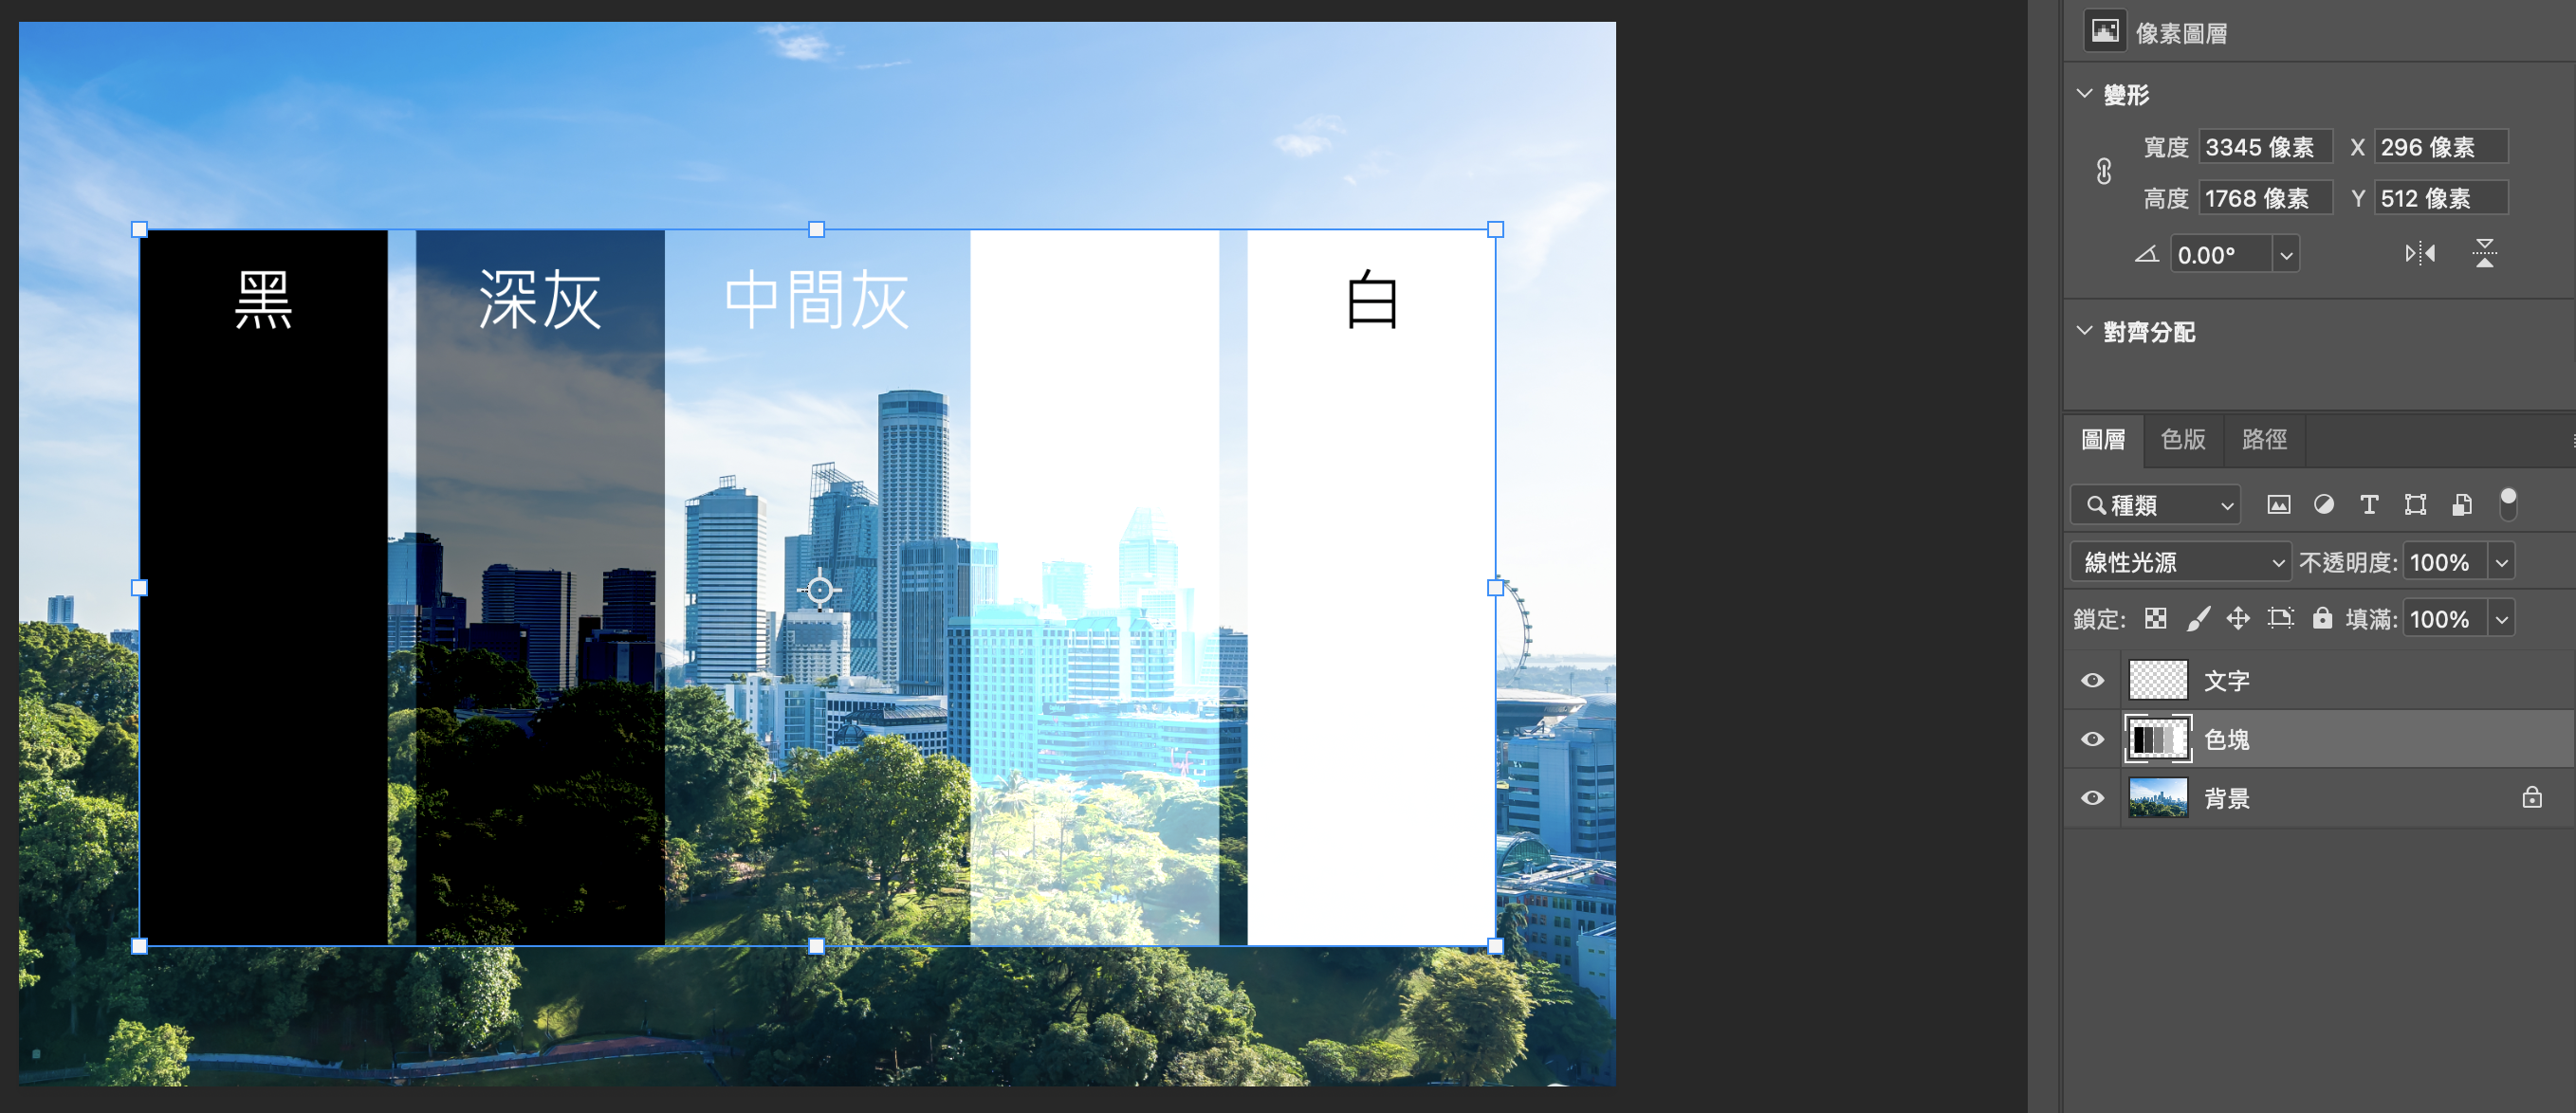 黑
深灰
中間灰
白
像素圖層
變形
寬度 3345 像素 X 296 像素
高度 1768 像素 Y 512 像素
0.00°
對齊分配
圖層 色版 路徑
種類
線性光源 不透明度: 100%
鎖定: 填滿: 100%
文字
色塊
背景